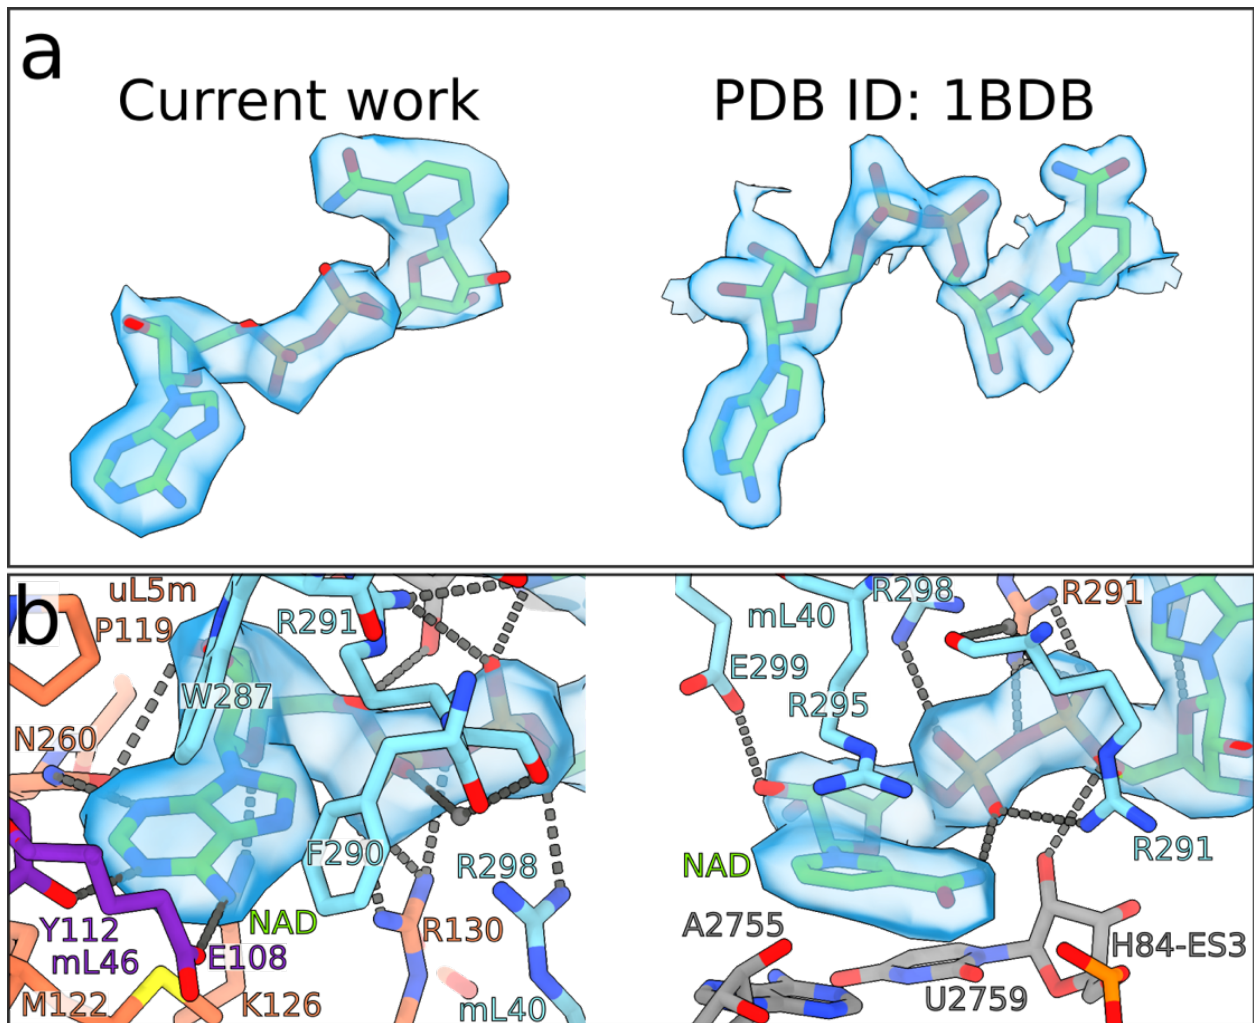 a
Current work
PDB ID: 1BDB
b
uL5m
P119
R291
W287
N260
F290
R298
Y112
NAD
R130
mL46
E108
M122
K126
mL40
R298
R291
mL40
E299
R295
NAD
R291
A2755
H84-ES3
U2759